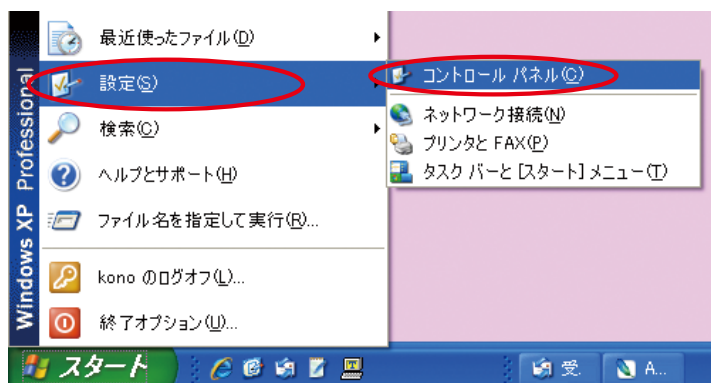 最近使ったファイル(D)
設定(S)
検索(C)
ヘルプとサポート(H)
ファイル名を指定して実行(R)...
kono のログオフ(L)...
終了オプション(U)...
Windows XP Professional
コントロール パネル(C)
ネットワーク接続(N)
プリンタと FAX(P)
タスク バーと [スタート] メニュー(T)
スタート
受.
A...